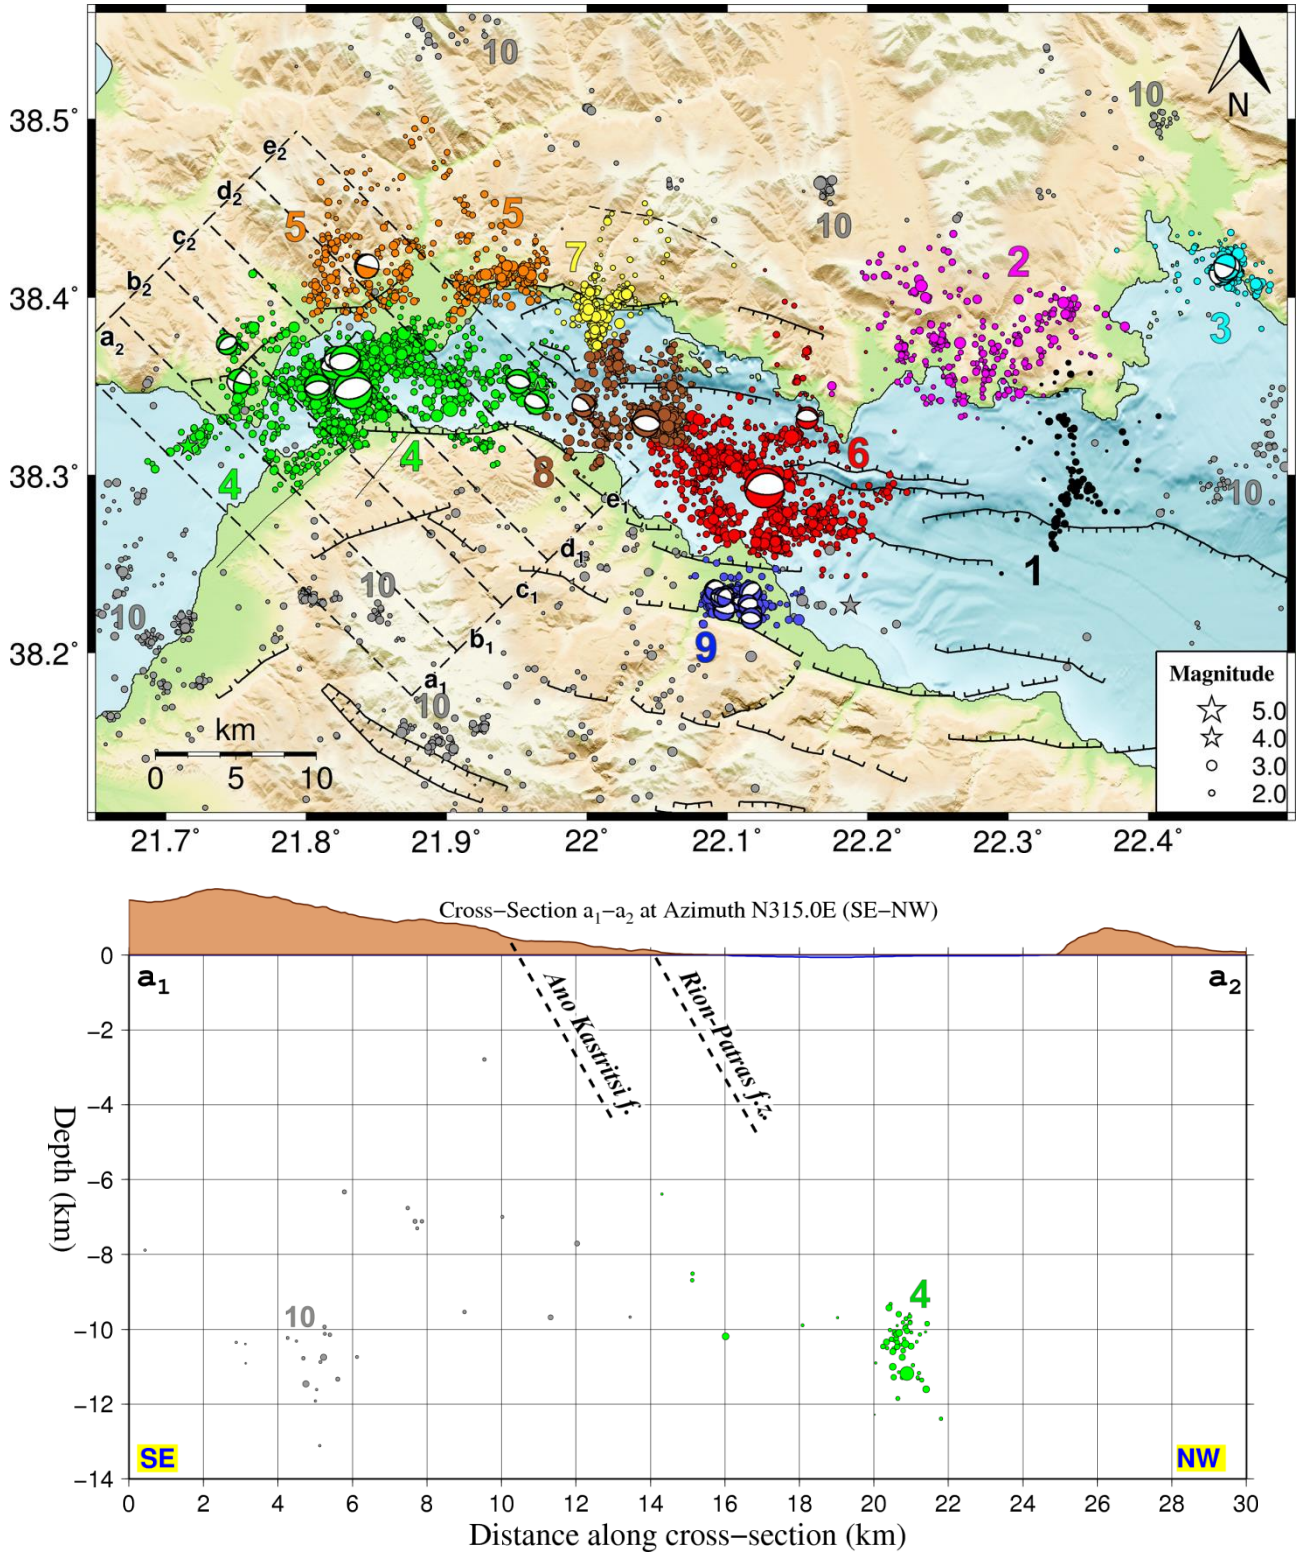 10
10
N
38.5°
e2
d2
5
5
10
c2
7
2
b2
38.4°
a2
3
4
4
8
6
10
38.3°
e1
1
d1
10
c1
10
b1
9
38.2°
a1
10
Magnitude
5.0
4.0
3.0
2.0
km
0 5 10
21.7° 21.8° 21.9° 22° 22.1° 22.2° 22.3° 22.4°
Cross−Section a1−a2 at Azimuth N315.0E (SE−NW)
0
a1
a2
Ano Kastritsi f.
Rion-Patras f.z.
−2
−4
−6
−8
4
10
−10
−12
SE
NW
−14
Depth (km)
0 2 4 6 8 10 12 14 16 18 20 22 24 26 28 30
Distance along cross−section (km)